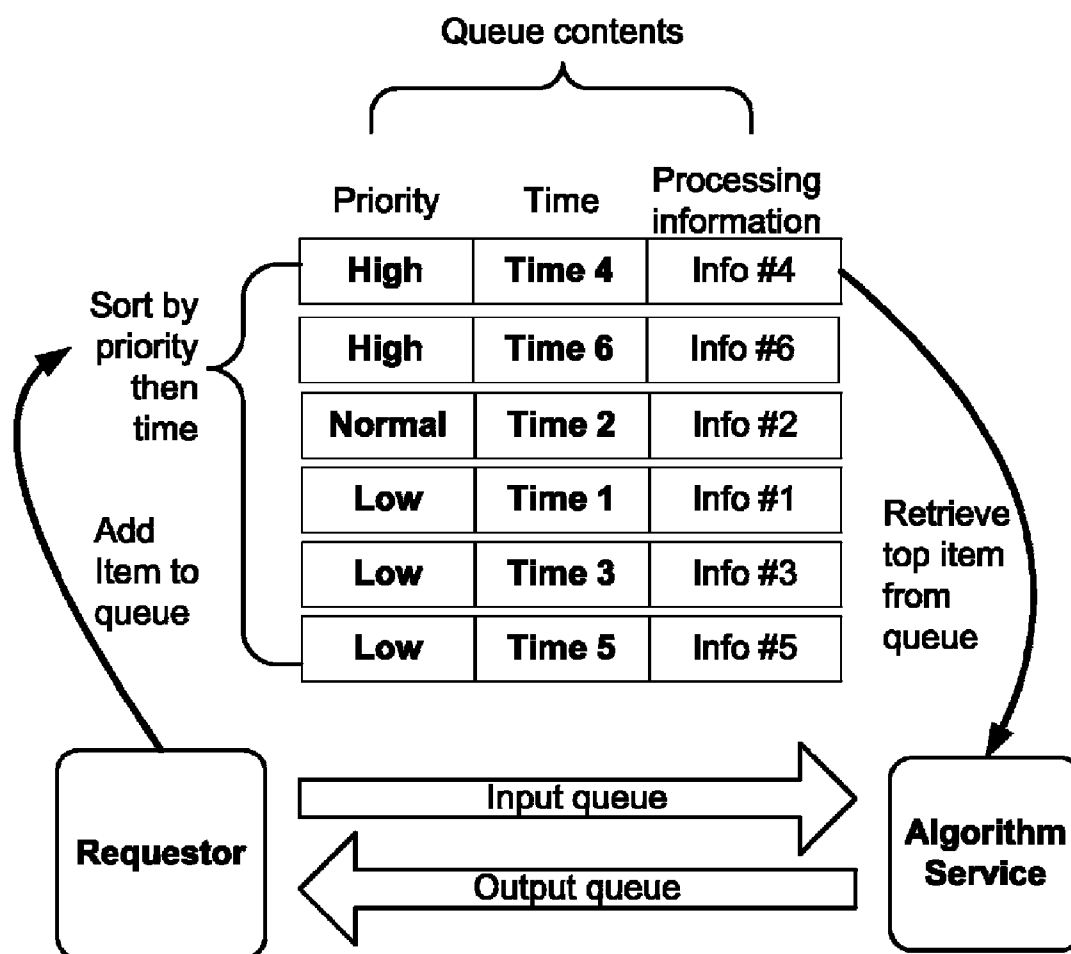 Queue contents
Priority
Time
Processing
information
High
Time 4
Info #4
High
Time 6
Info #6
Normal
Time 2
Info #2
Low
Time 1
Info #1
Low
Time 3
Info #3
Low
Time 5
Info #5
Sort by
priority
then
time
Add
Item to
queue
Retrieve
top item
from
queue
Requestor
Input queue
Output queue
Algorithm
Service